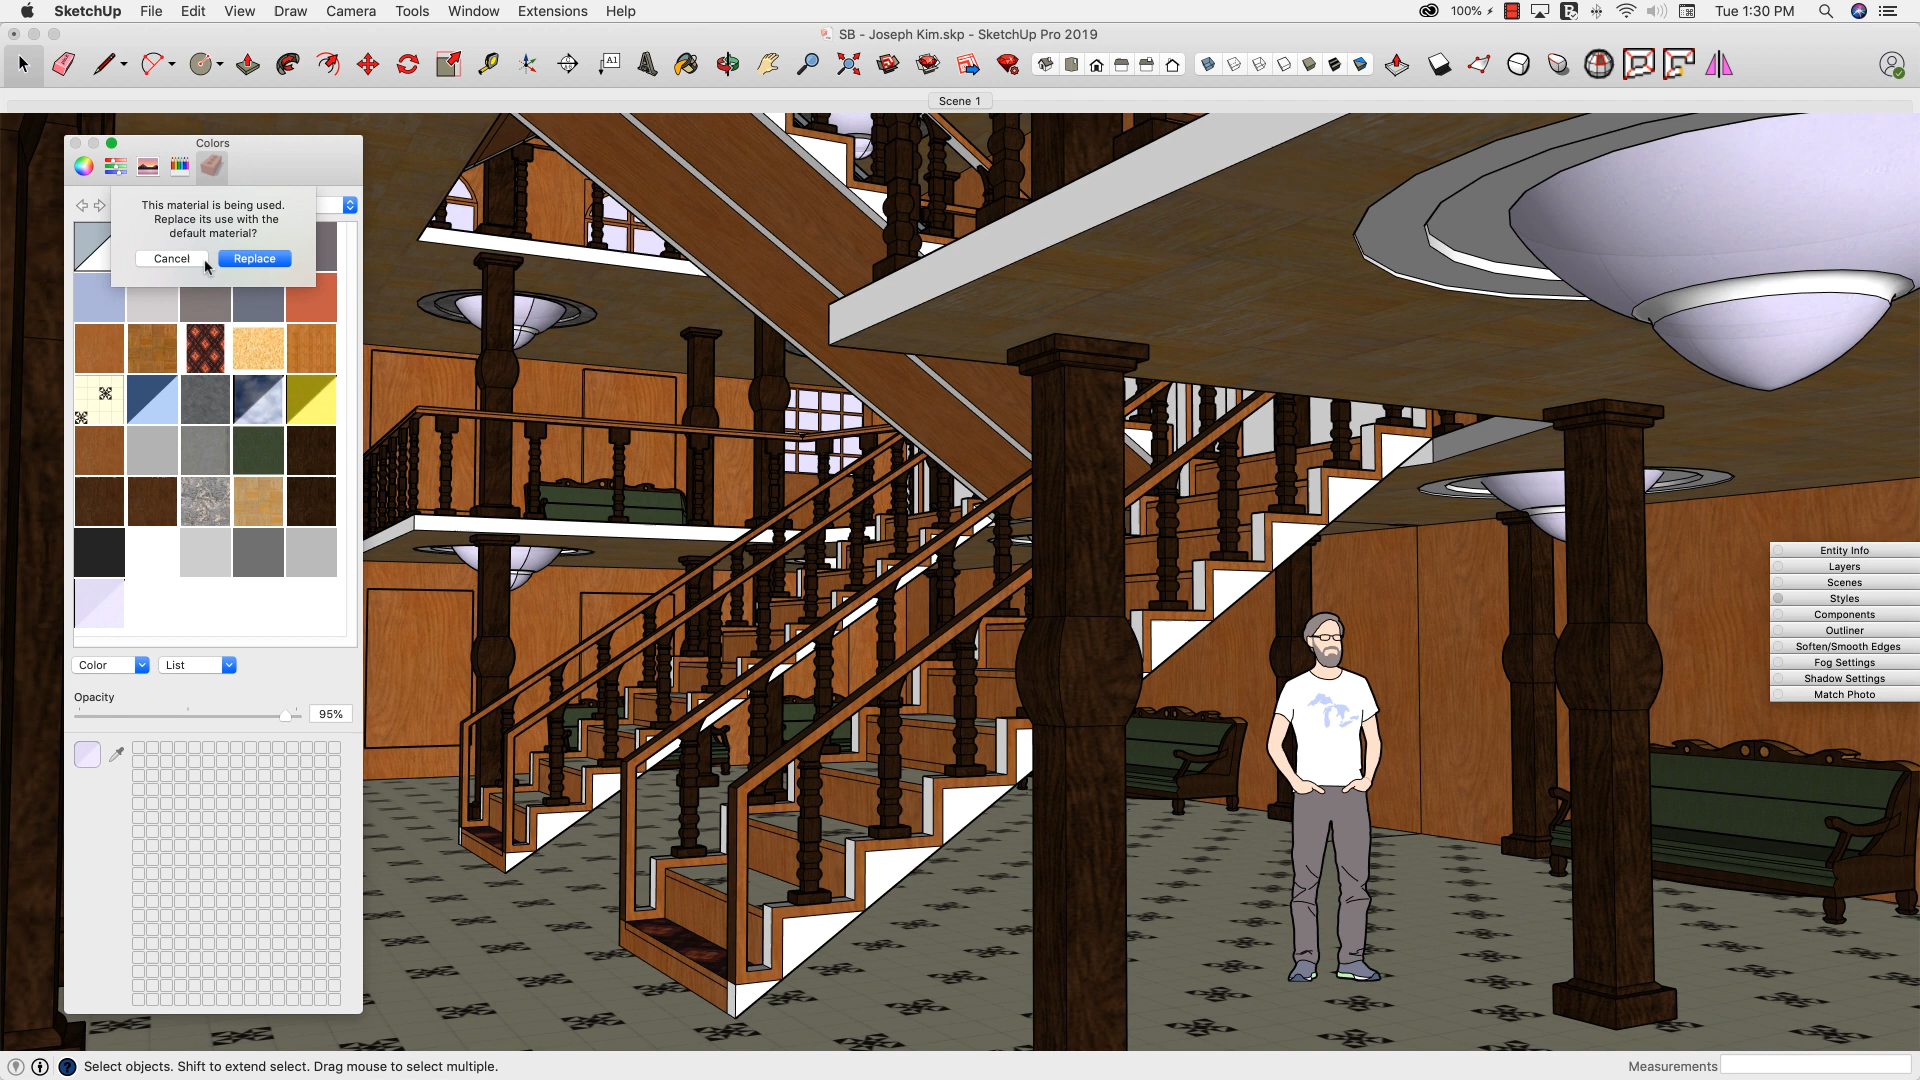 SketchUp File Edit View Draw Camera Tools Window Extensions Help 100% Tue 1:30 PM
SB - Joseph Kim.skp - SketchUp Pro 2019
A1
Scene 1
Colors
This material is being used.
Replace its use with the
default material?
Cancel Replace
Color List
Opacity
95%
Entity Info
Layers
Scenes
Styles
Components
Outliner
Soften/Smooth Edges
Fog Settings
Shadow Settings
Match Photo
Select objects. Shift to extend select. Drag mouse to select multiple. Measurements